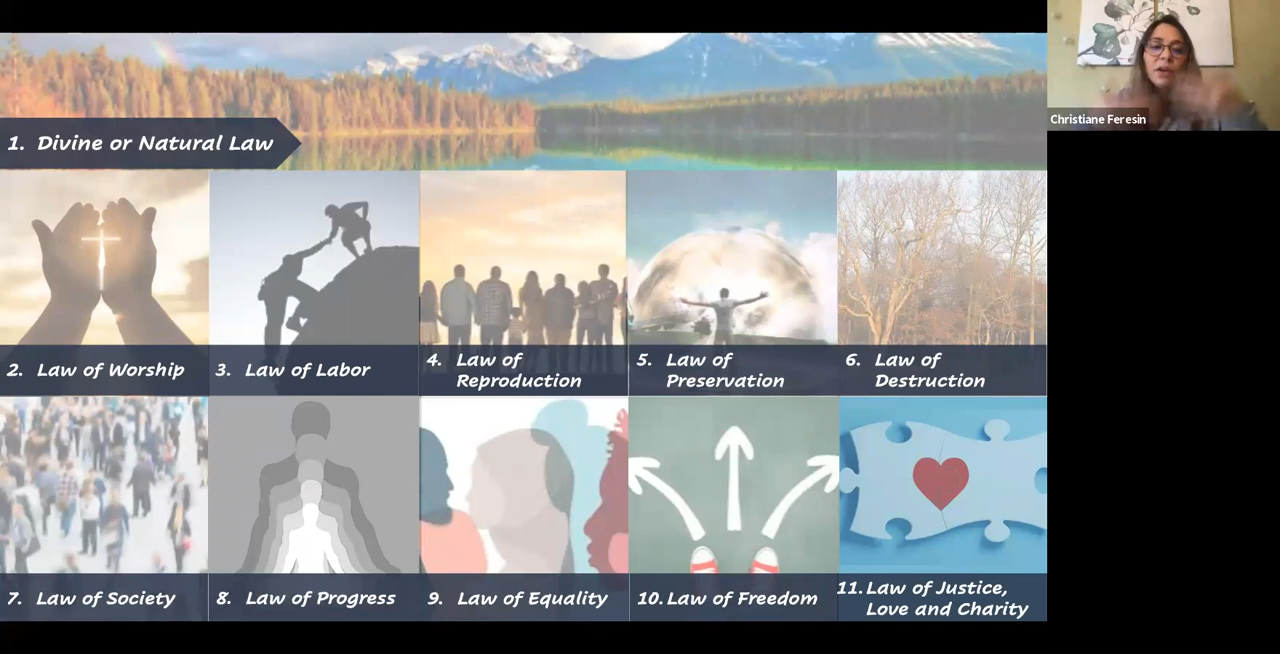 Christiane Feresin
1. Divine or Natural Law
2. Law of Worship
3. Law of Labor
4. Law of
Reproduction
5. Law of
Preservation
6. Law of
Destruction
7. Law of Society
8. Law of Progress
9. Law of Equality
10. Law of Freedom
11. Law of Justice,
Love and Charity